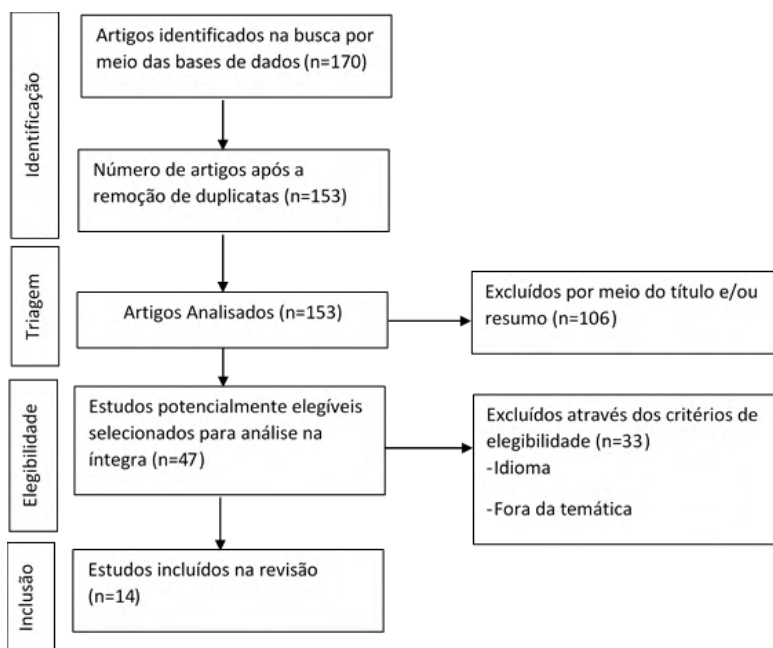 Identificação
Artigos identificados na busca por
meio das bases de dados (n=170)
Número de artigos após a
remoção de duplicatas (n=153)
Triagem
Artigos Analisados (n=153)
Excluídos por meio do título e/ou
resumo (n=106)
Elegibilidade
Estudos potencialmente elegíveis
selecionados para análise na
íntegra (n=47)
Excluídos através dos critérios de
elegibilidade (n=33)
-Idioma
-Fora da temática
Inclusão
Estudos incluídos na revisão
(n=14)